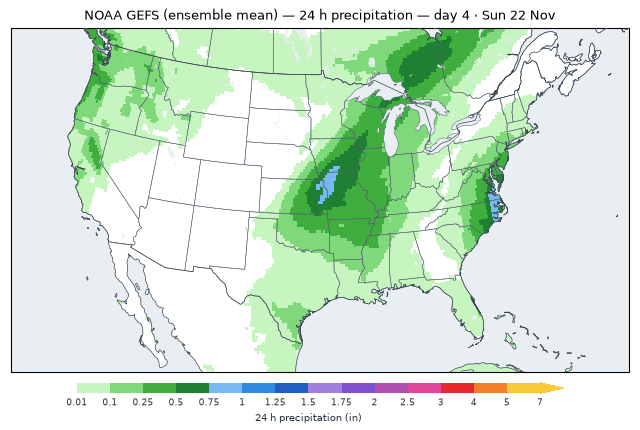 NOAA GEFS (ensemble mean) — 24 h precipitation — day 4 · Sun 22 Nov
0.01 0.1 0.25 0.5 0.75 1 1.25 1.5 1.75 2 2.5 3 4 5 7
24 h precipitation (in)